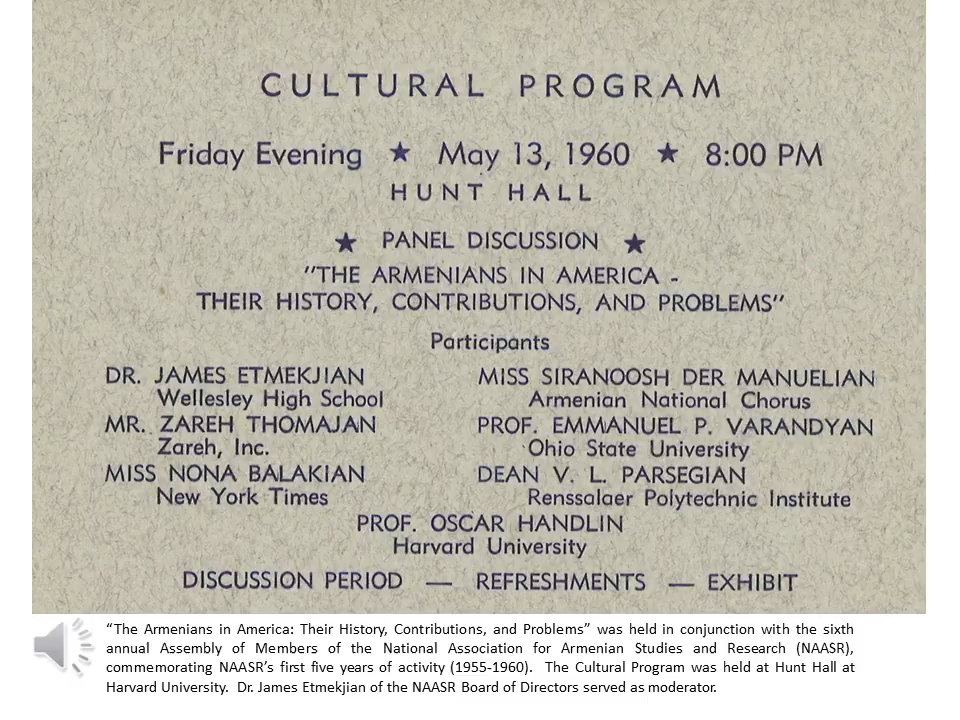 CULTURAL PROGRAM
Friday Evening ★ May 13, 1960 ★ 8:00 PM
HUNT HALL
★ PANEL DISCUSSION ★
"THE ARMENIANS IN AMERICA -
THEIR HISTORY, CONTRIBUTIONS, AND PROBLEMS"
Participants
DR. JAMES ETMEKJIAN
Wellesley High School
MR. ZAREH THOMAJAN
Zareh, Inc.
MISS NONA BALAKIAN
New York Times
MISS SIRANOOSH DER MANUELIAN
Armenian National Chorus
PROF. EMMANUEL P. VARANDYAN
Ohio State University
DEAN V. L. PARSEGIAN
Renssalaer Polytechnic Institute
PROF. OSCAR HANDLIN
Harvard University
DISCUSSION PERIOD — REFRESHMENTS — EXHIBIT
“The Armenians in America: Their History, Contributions, and Problems” was held in conjunction with the sixth
annual Assembly of Members of the National Association for Armenian Studies and Research (NAASR),
commemorating NAASR’s first five years of activity (1955-1960). The Cultural Program was held at Hunt Hall at
Harvard University. Dr. James Etmekjian of the NAASR Board of Directors served as moderator.